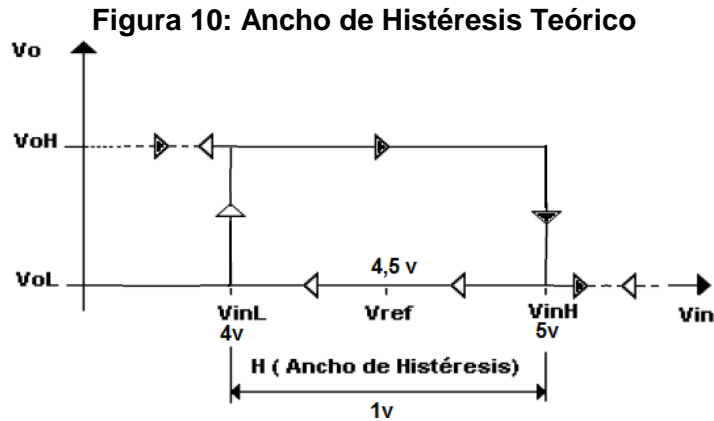 Figura 10: Ancho de Histéresis Teórico
Vo
VoH
VoL
4,5 v
VinL
Vref
VinH
Vin
4v
5v
H ( Ancho de Histéresis)
1v